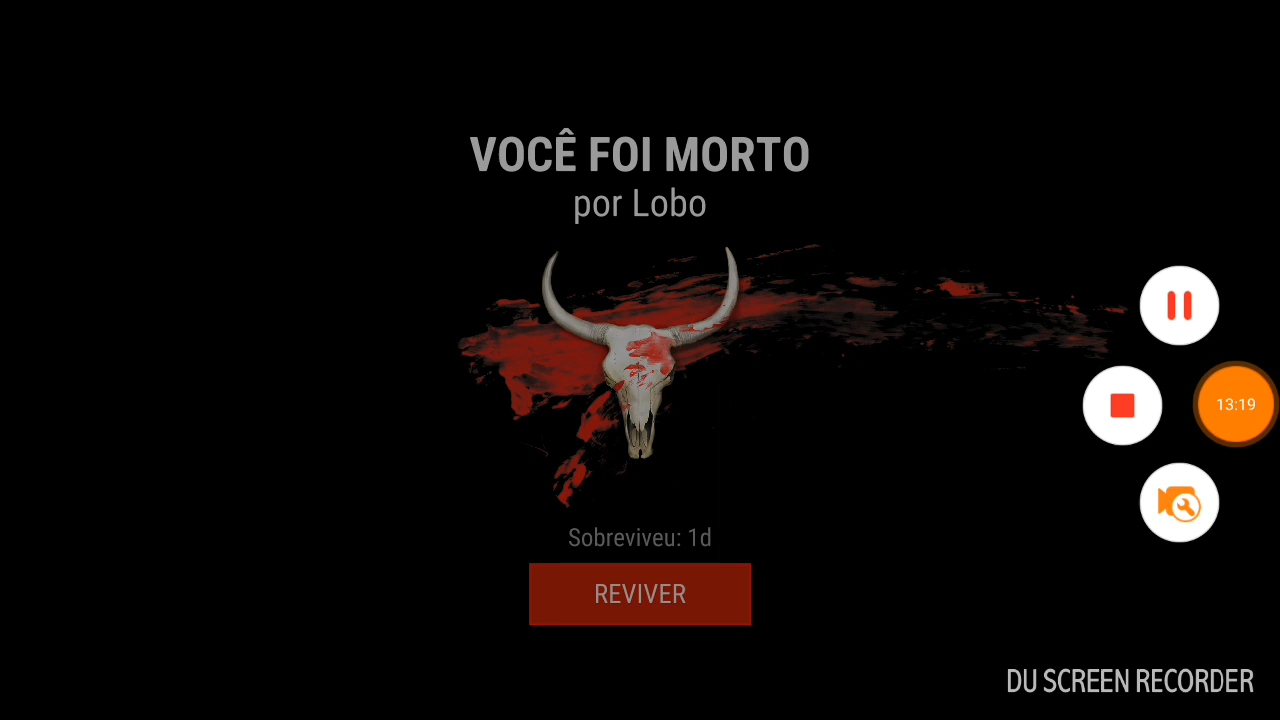 VOCÊ FOI MORTO
por Lobo
13:19
Sobreviveu: 1d
REVIVER
DU SCREEN RECORDER